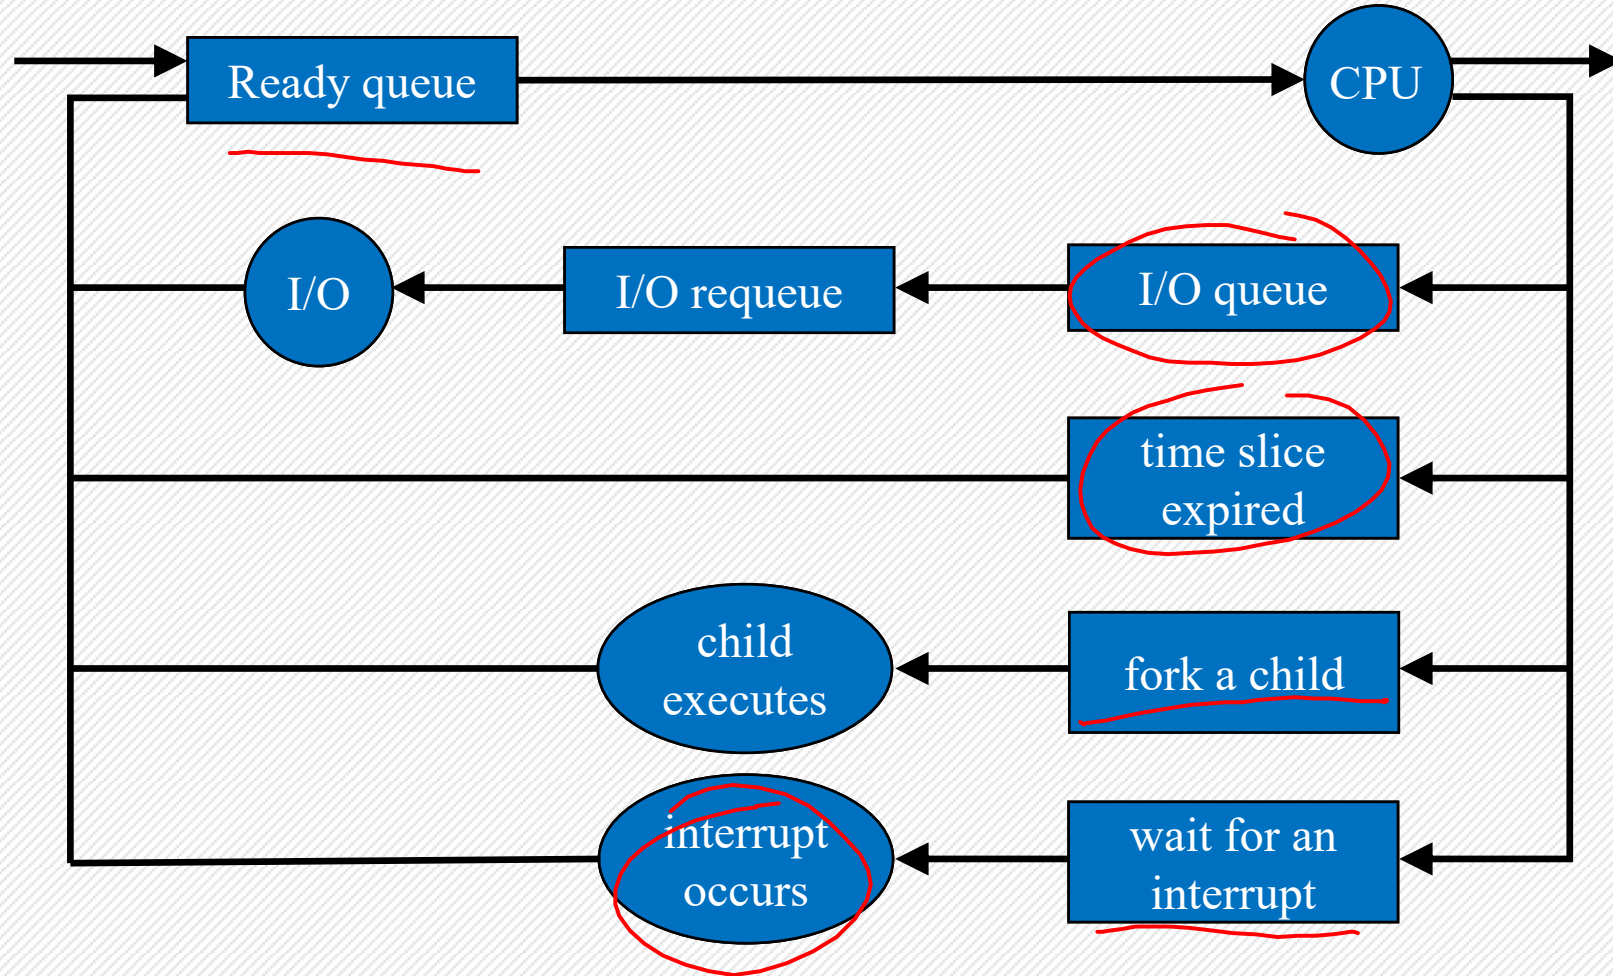 Ready queue
CPU
I/O
I/O requeue
I/O queue
time slice
expired
child
executes
fork a child
interrupt
occurs
wait for an
interrupt